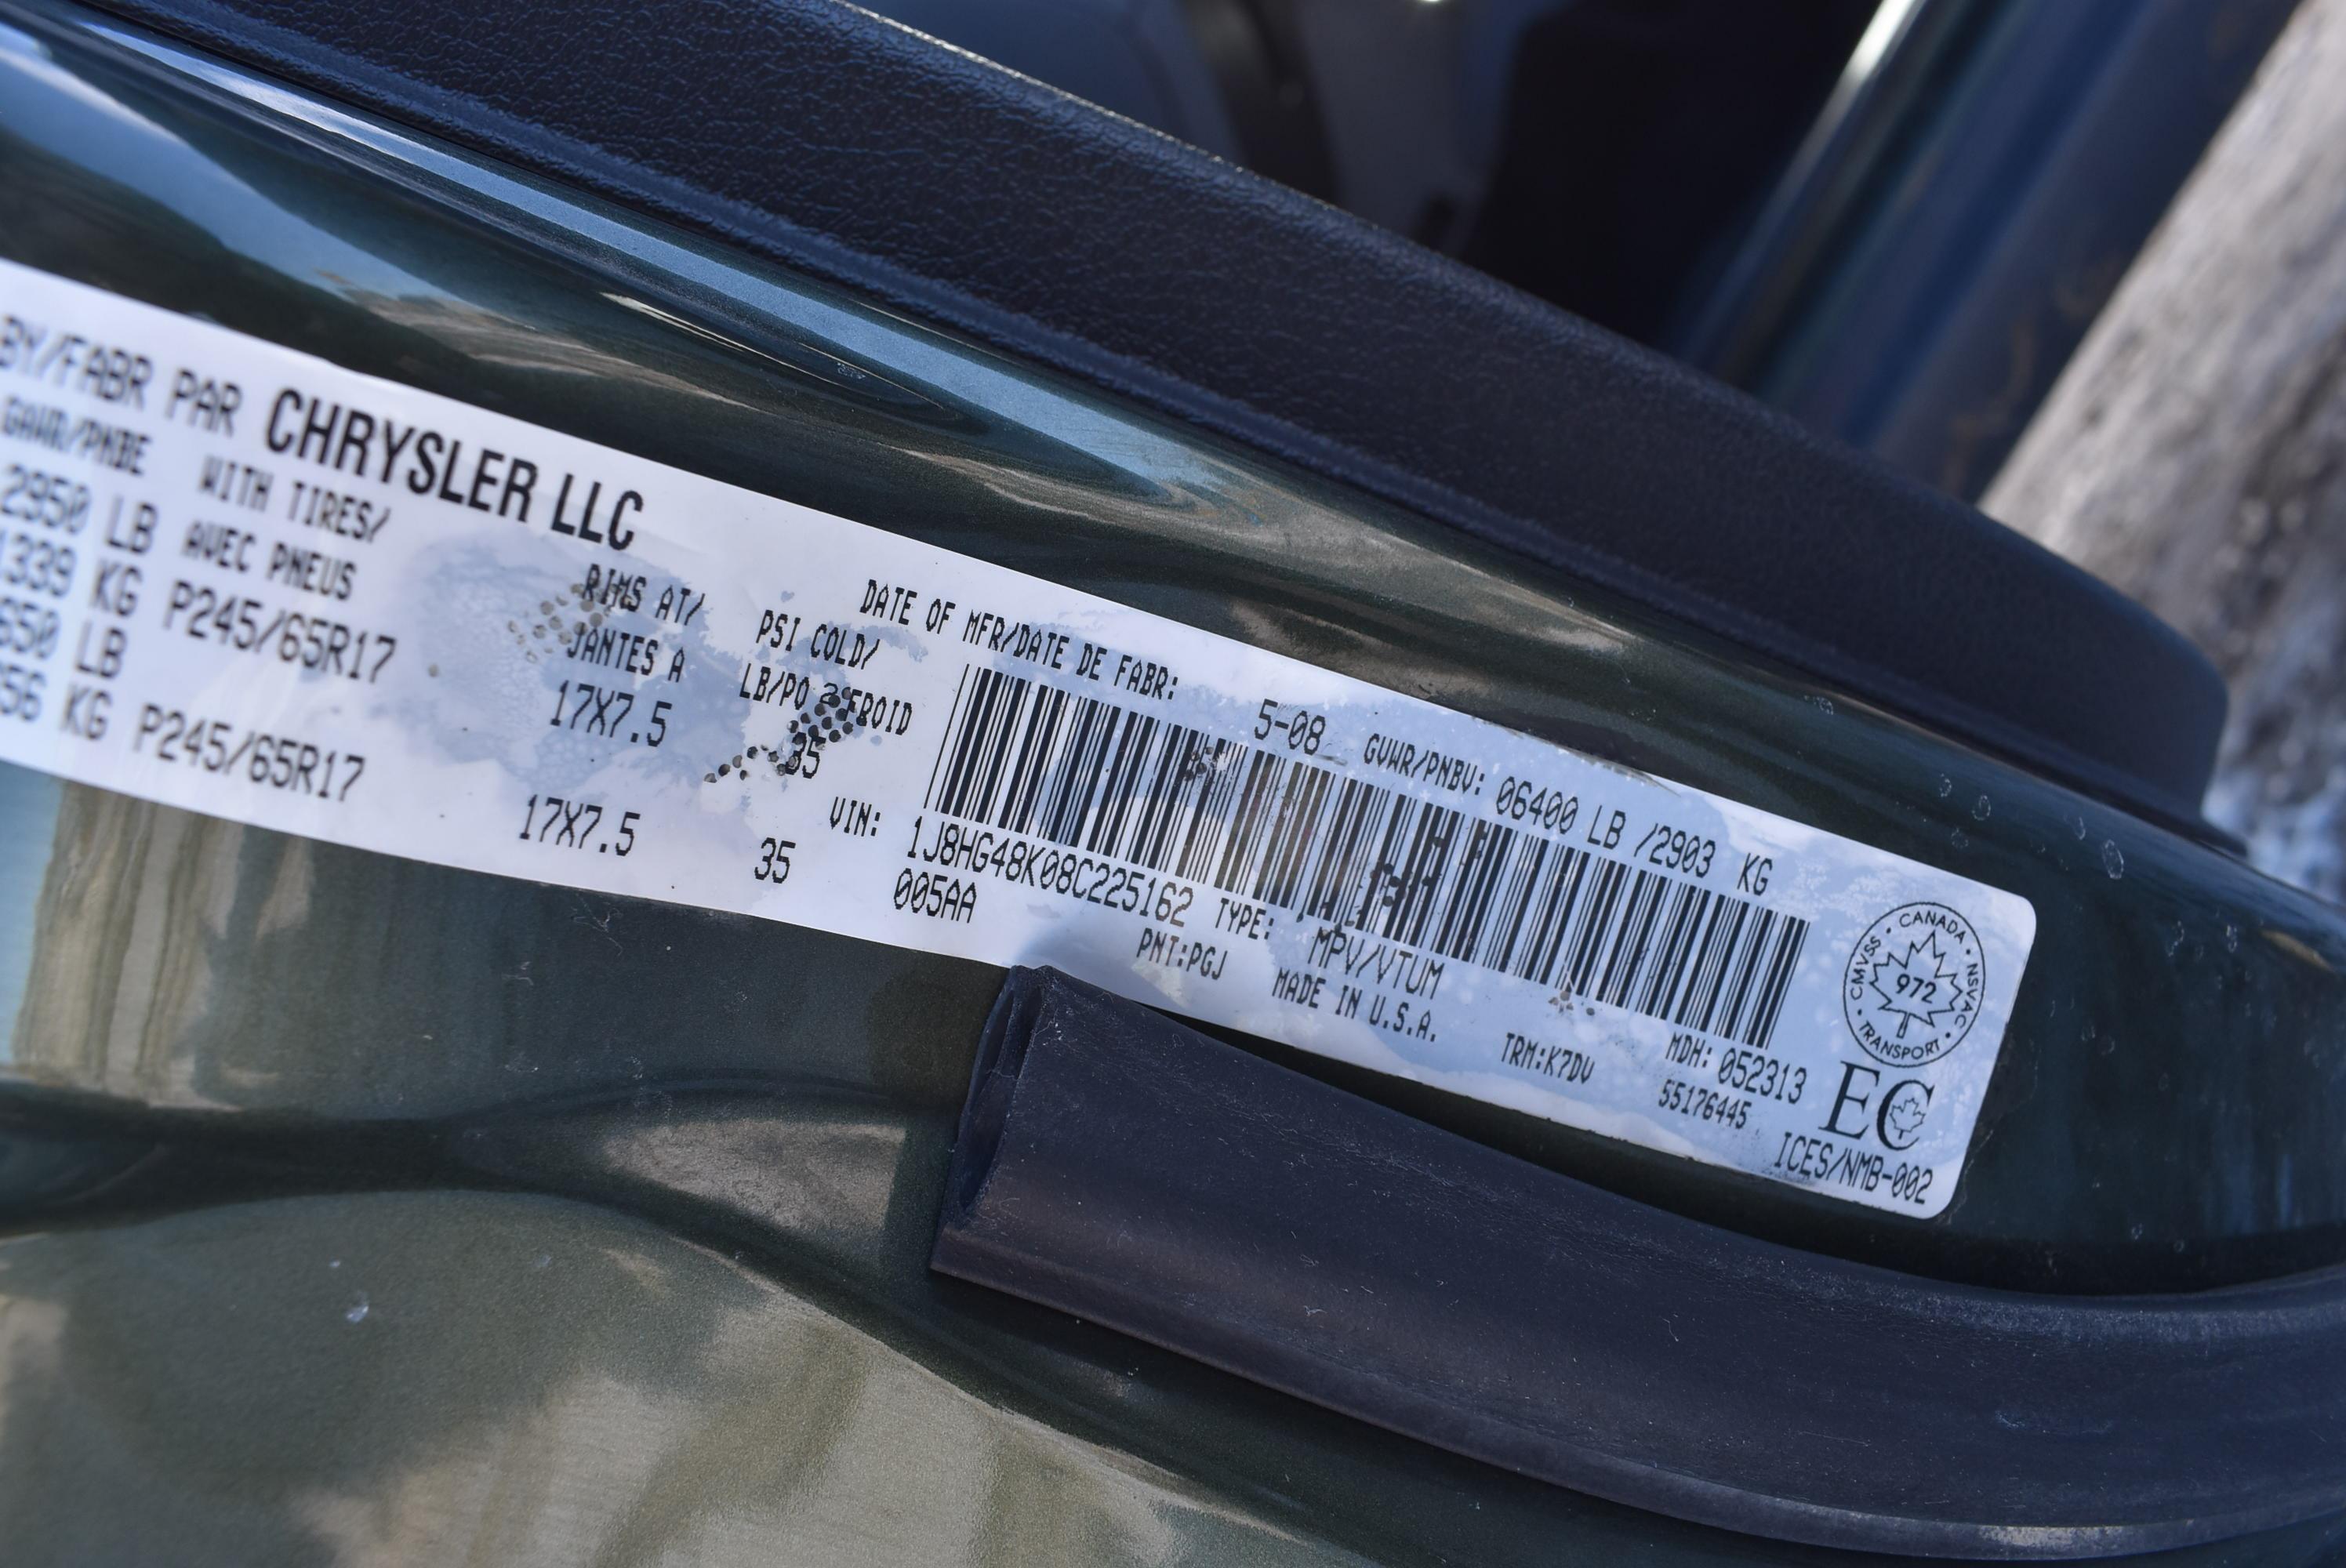 BY/FABR PAR CHRYSLER LLC
GAWR/PNBE WITH TIRES/ RIMS AT/ PSI COLD/
AVEC PNEUS JANTES A LB/PO 2 FROID
2950 LB
1339 KG P245/65R17 17X7.5 35
650 LB
956 KG P245/65R17 17X7.5 35
DATE OF MFR/DATE DE FABR: 5-08 GVWR/PNBV: 06400 LB /2903 KG
VIN: 1J8HG48K08C225162 TYPE: MPV/VTUM MDH: 052313
005AA PNT:PGJ MADE IN U.S.A. TRM:K7DV 55176445
CANADA • NSVAC • TRANSPORT • CMVSS •
972
EC
ICES/NMB-002